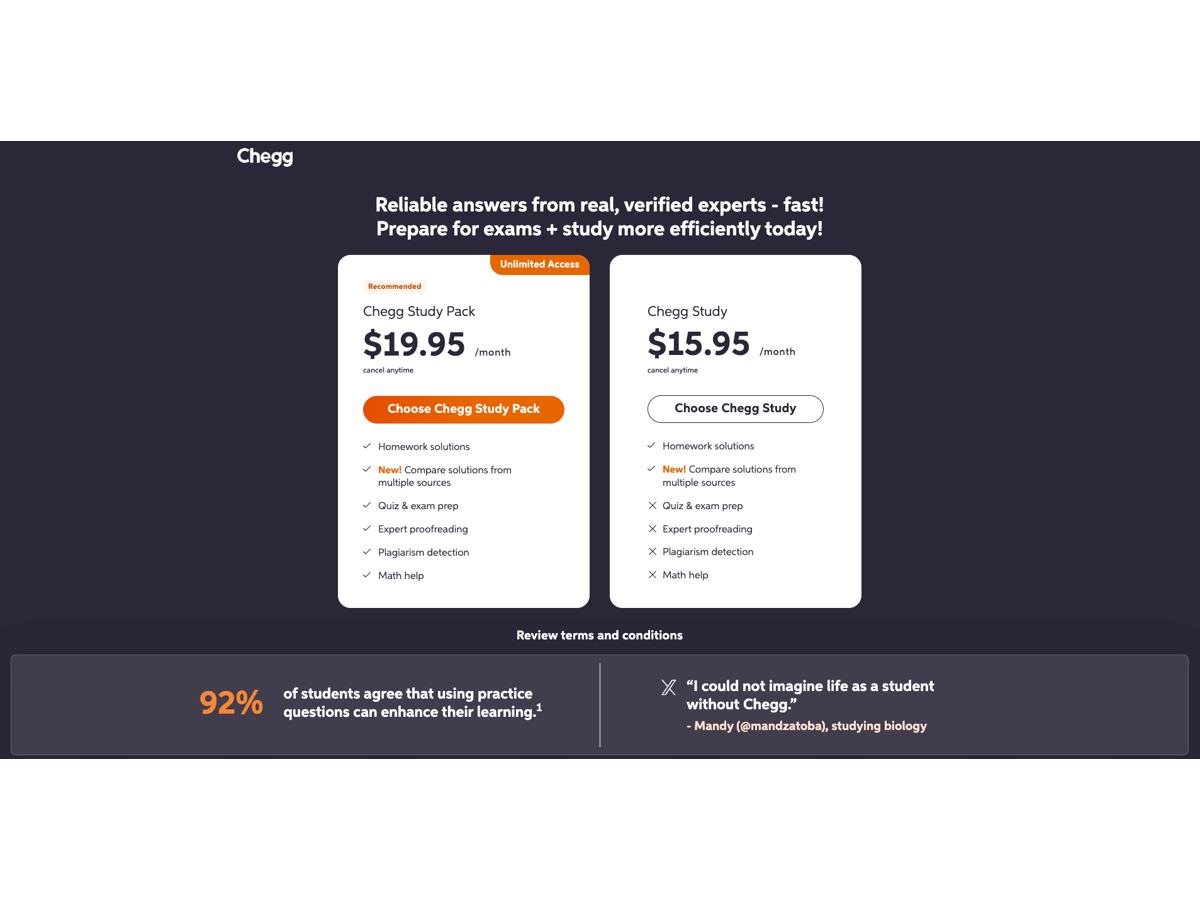 Chegg
Reliable answers from real, verified experts - fast!
Prepare for exams + study more efficiently today!
Unlimited Access
Recommended
Chegg Study Pack
$19.95 /month
cancel anytime
Choose Chegg Study Pack
Homework solutions
New! Compare solutions from
multiple sources
Quiz & exam prep
Expert proofreading
Plagiarism detection
Math help
Chegg Study
$15.95 /month
cancel anytime
Choose Chegg Study
Homework solutions
New! Compare solutions from
multiple sources
Quiz & exam prep
Expert proofreading
Plagiarism detection
Math help
Review terms and conditions
92%
of students agree that using practice
questions can enhance their learning.¹
“I could not imagine life as a student
without Chegg.”
- Mandy (@mandzatoba), studying biology